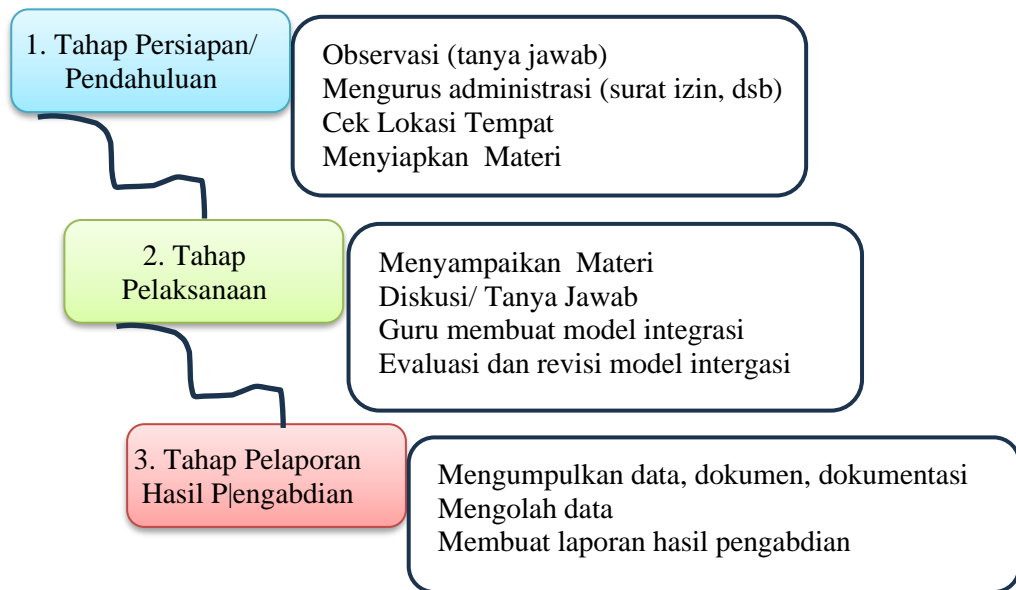 1. Tahap Persiapan/
Pendahuluan
Observasi (tanya jawab)
Mengurus administrasi (surat izin, dsb)
Cek Lokasi Tempat
Menyiapkan Materi
2. Tahap
Pelaksanaan
Menyampaikan Materi
Diskusi/ Tanya Jawab
Guru membuat model integrasi
Evaluasi dan revisi model intergasi
3. Tahap Pelaporan
Hasil P|engabdian
Mengumpulkan data, dokumen, dokumentasi
Mengolah data
Membuat laporan hasil pengabdian